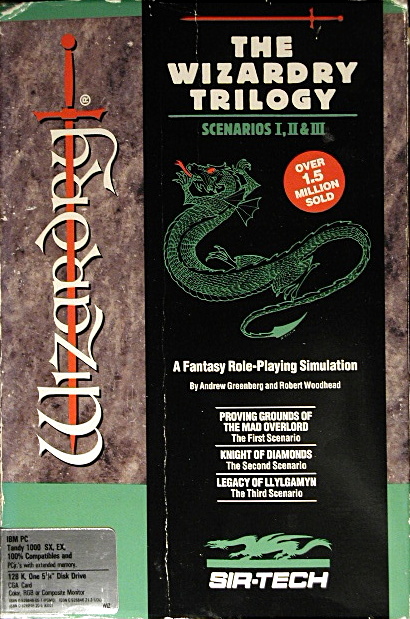 Wizardry®
THE
WIZARDRY
TRILOGY
SCENARIOS I, II & III
OVER
1.5
MILLION
SOLD
A Fantasy Role-Playing Simulation
By Andrew Greenberg and Robert Woodhead
PROVING GROUNDS OF
THE MAD OVERLORD
The First Scenario
KNIGHT OF DIAMONDS
The Second Scenario
LEGACY OF LLYLGAMYN
The Third Scenario
SIR-TECH
IBM PC
Tandy 1000 SX, EX,
100% Compatibles and
PCjr.'s with extended memory.
128 K, One 5¼" Disk Drive
CGA Card
Color, RGB or Composite Monitor